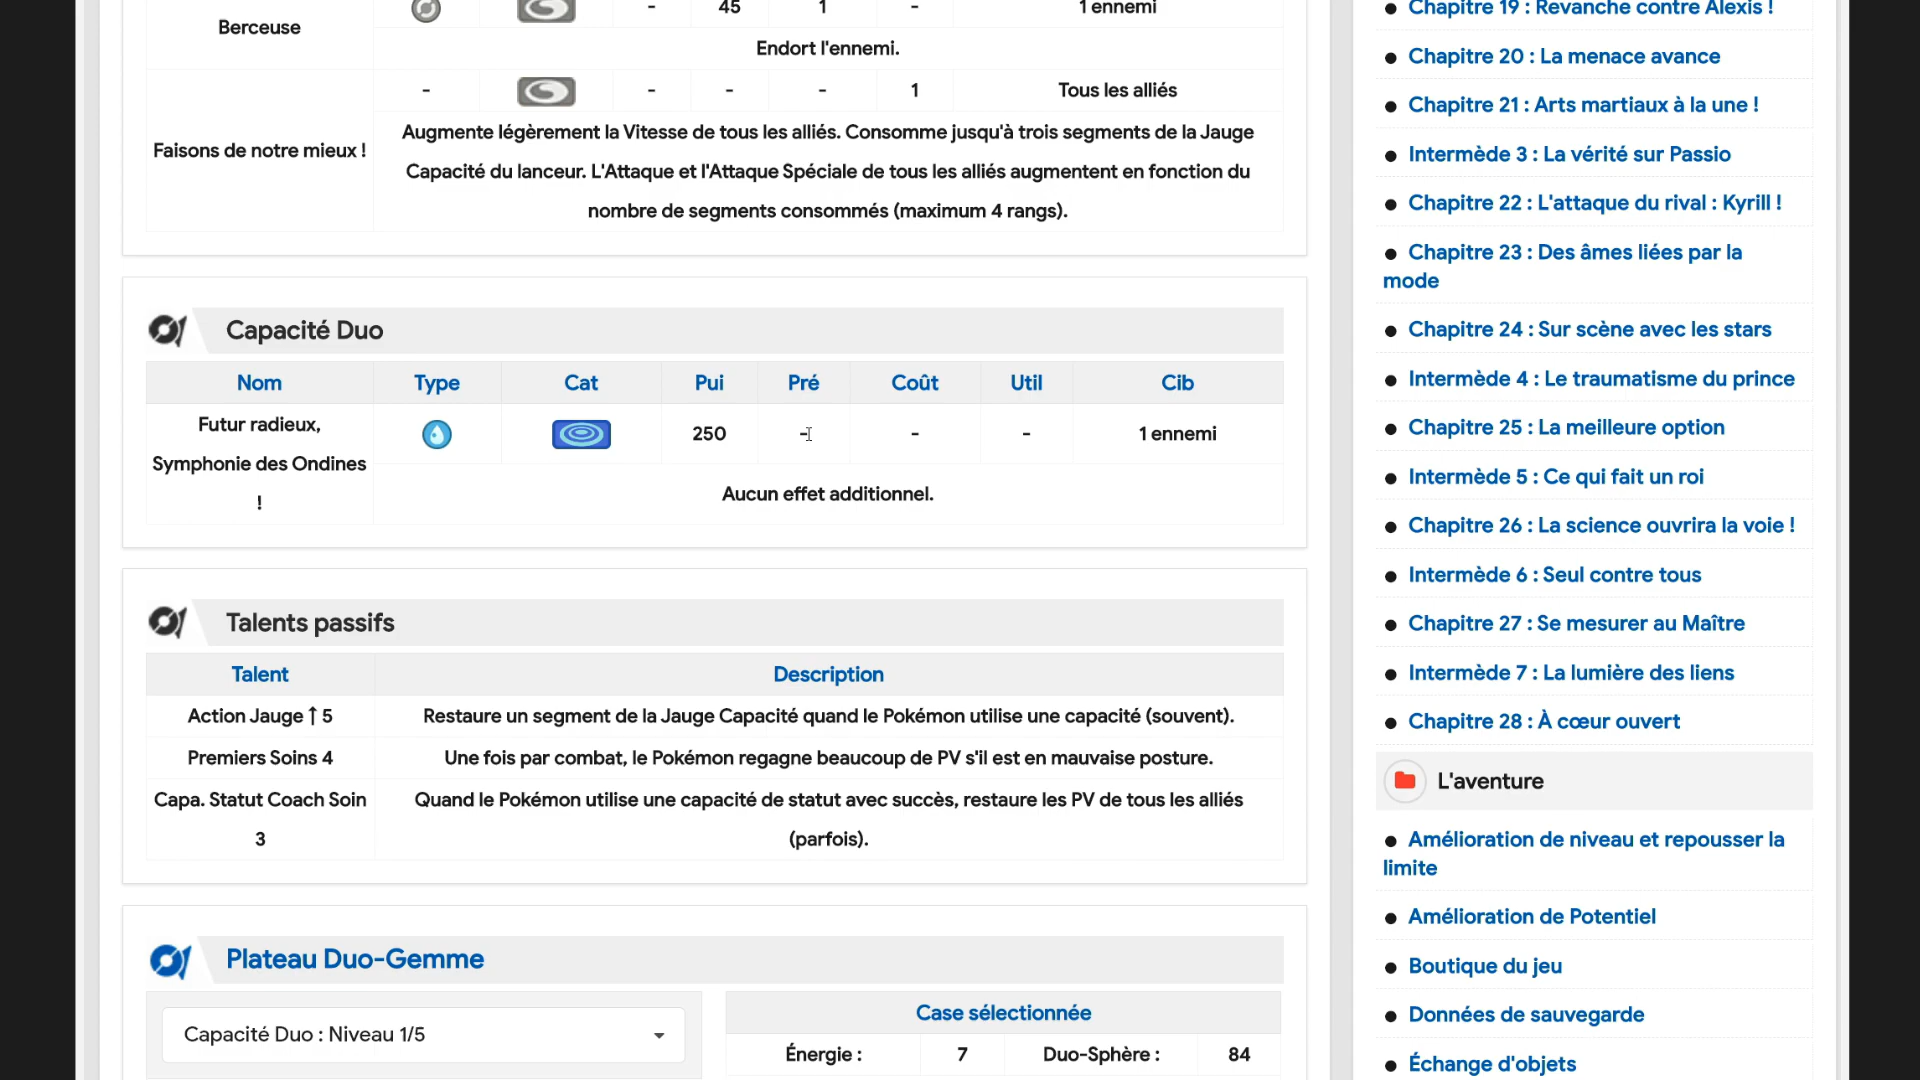 Berceuse
-
45
1
-
1 ennemi
Endort l'ennemi.
Faisons de notre mieux !
-
-
-
-
1
Tous les alliés
Augmente légèrement la Vitesse de tous les alliés. Consomme jusqu'à trois segments de la Jauge
Capacité du lanceur. L'Attaque et l'Attaque Spéciale de tous les alliés augmentent en fonction du
nombre de segments consommés (maximum 4 rangs).
Capacité Duo
Nom
Type
Cat
Pui
Pré
Coût
Util
Cib
Futur radieux,
Symphonie des Ondines
!
250
-
-
-
1 ennemi
Aucun effet additionnel.
Talents passifs
Talent
Description
Action Jauge ↑ 5
Restaure un segment de la Jauge Capacité quand le Pokémon utilise une capacité (souvent).
Premiers Soins 4
Une fois par combat, le Pokémon regagne beaucoup de PV s'il est en mauvaise posture.
Capa. Statut Coach Soin
3
Quand le Pokémon utilise une capacité de statut avec succès, restaure les PV de tous les alliés
(parfois).
Plateau Duo-Gemme
Capacité Duo : Niveau 1/5
Case sélectionnée
Énergie :
7
Duo-Sphère :
84
Chapitre 19 : Revanche contre Alexis !
Chapitre 20 : La menace avance
Chapitre 21 : Arts martiaux à la une !
Intermède 3 : La vérité sur Passio
Chapitre 22 : L'attaque du rival : Kyrill !
Chapitre 23 : Des âmes liées par la
mode
Chapitre 24 : Sur scène avec les stars
Intermède 4 : Le traumatisme du prince
Chapitre 25 : La meilleure option
Intermède 5 : Ce qui fait un roi
Chapitre 26 : La science ouvrira la voie !
Intermède 6 : Seul contre tous
Chapitre 27 : Se mesurer au Maître
Intermède 7 : La lumière des liens
Chapitre 28 : À cœur ouvert
L'aventure
Amélioration de niveau et repousser la
limite
Amélioration de Potentiel
Boutique du jeu
Données de sauvegarde
Échange d'objets